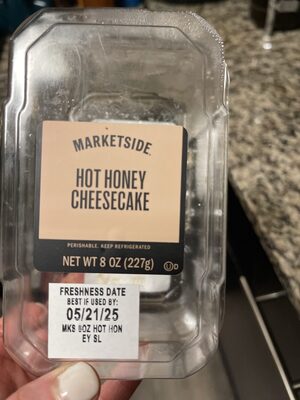 MARKETSIDE.
HOT HONEY
CHEESECAKE
PERISHABLE. KEEP REFRIGERATED
NET WT 8 OZ (227g) U D
FRESHNESS DATE
BEST IF USED BY:
05/21/25
MKS 8OZ HOT HON
EY SL